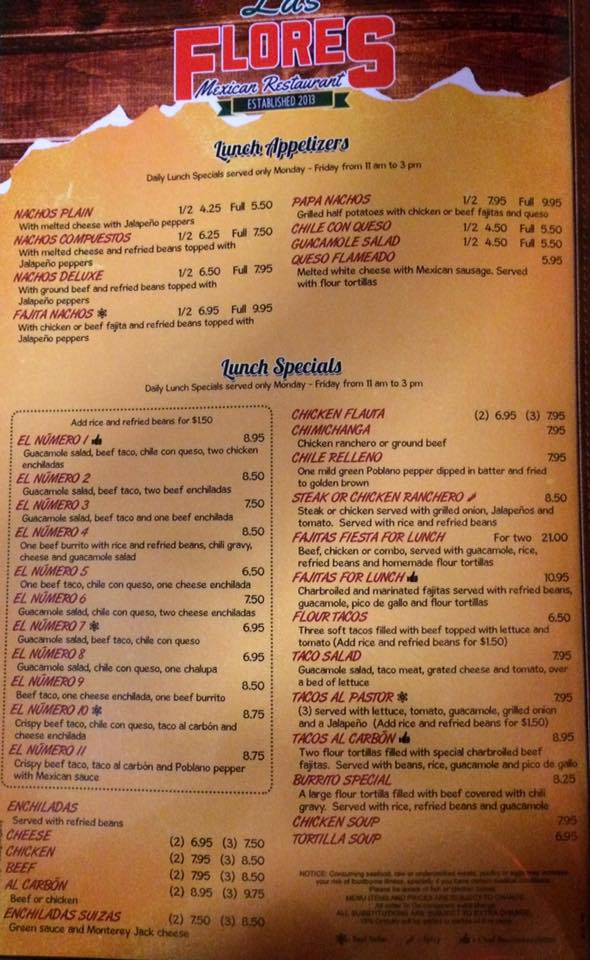 Las
FLORES
Mexican Restaurant
ESTABLISHED 2013
Lunch Appetizers
Daily Lunch Specials served only Monday - Friday from 11 am to 3 pm
NACHOS PLAIN 1/2 4.25 Full 5.50
With melted cheese with Jalapeño peppers
NACHOS COMPUESTOS 1/2 6.25 Full 7.50
With melted cheese and refried beans topped with
Jalapeño peppers
NACHOS DELUXE 1/2 6.50 Full 7.95
With ground beef and refried beans topped with
Jalapeño peppers
FAJITA NACHOS 1/2 6.95 Full 9.95
With chicken or beef fajita and refried beans topped with
Jalapeño peppers
PAPA NACHOS 1/2 7.95 Full 9.95
Grilled half potatoes with chicken or beef fajitas and queso
CHILE CON QUESO 1/2 4.50 Full 5.50
GUACAMOLE SALAD 1/2 4.50 Full 5.50
QUESO FLAMEADO 5.95
Melted white cheese with Mexican sausage. Served
with flour tortillas
Lunch Specials
Daily Lunch Specials served only Monday - Friday from 11 am to 3 pm
Add rice and refried beans for $1.50
EL NÚMERO 1 8.95
Guacamole salad, beef taco, chile con queso, two chicken
enchiladas
EL NÚMERO 2 8.50
Guacamole salad, beef taco, two beef enchiladas
EL NÚMERO 3 7.50
Guacamole salad, beef taco and one beef enchilada
EL NÚMERO 4 8.50
One beef burrito with rice and refried beans, chili gravy,
cheese and guacamole salad
EL NÚMERO 5 6.50
One beef taco, chile con queso, one cheese enchilada
EL NÚMERO 6 7.50
Guacamole salad, chile con queso, two cheese enchiladas
EL NÚMERO 7 6.95
Guacamole salad, beef taco, chile con queso
EL NÚMERO 8 6.95
Guacamole salad, chile con queso, one chalupa
EL NÚMERO 9 8.50
Beef taco, one cheese enchilada, one beef burrito
EL NÚMERO 10 8.75
Crispy beef taco, chile con queso, taco al carbón and
cheese enchilada
EL NÚMERO 11 8.75
Crispy beef taco, taco al carbón and Poblano pepper
with Mexican sauce
ENCHILADAS
Served with refried beans
CHEESE (2) 6.95 (3) 7.50
CHICKEN (2) 7.95 (3) 8.50
BEEF (2) 7.95 (3) 8.50
AL CARBÓN (2) 8.95 (3) 9.75
Beef or chicken
ENCHILADAS SUIZAS (2) 7.50 (3) 8.50
Green sauce and Monterey Jack cheese
CHICKEN FLAUTA (2) 6.95 (3) 7.95
CHIMICHANGA 7.95
Chicken ranchero or ground beef
CHILE RELLENO 7.95
One mild green Poblano pepper dipped in batter and fried
to golden brown
STEAK OR CHICKEN RANCHERO 8.50
Steak or chicken served with grilled onion, Jalapeños and
tomato. Served with rice and refried beans
FAJITAS FIESTA FOR LUNCH For two 21.00
Beef, chicken or combo, served with guacamole, rice,
refried beans and homemade flour tortillas
FAJITAS FOR LUNCH 10.95
Charbroiled and marinated fajitas served with refried beans,
guacamole, pico de gallo and flour tortillas
FLOUR TACOS 6.50
Three soft tacos filled with beef topped with lettuce and
tomato (Add rice and refried beans for $1.50)
TACO SALAD 7.95
Guacamole salad, taco meat, grated cheese and tomato, over
a bed of lettuce
TACOS AL PASTOR 7.95
(3) served with lettuce, tomato, guacamole, grilled onion
and a Jalapeño (Add rice and refried beans for $1.50)
TACOS AL CARBÓN 8.95
Two flour tortillas filled with special charbroiled beef
fajitas. Served with beans, rice, guacamole and pico de gallo
BURRITO SPECIAL 8.25
A large flour tortilla filled with beef covered with chili
gravy. Served with rice, refried beans and guacamole
CHICKEN SOUP 7.95
TORTILLA SOUP 6.95
NOTICE: Consuming seafood, raw or undercooked meats, poultry or eggs may increase
your risk of foodborne illness, specially if you have certain medical conditions.
MENU ITEMS AND PRICES ARE SUBJECT TO CHANGE.
ALL SUBSTITUTIONS ARE SUBJECT TO EXTRA CHARGE.